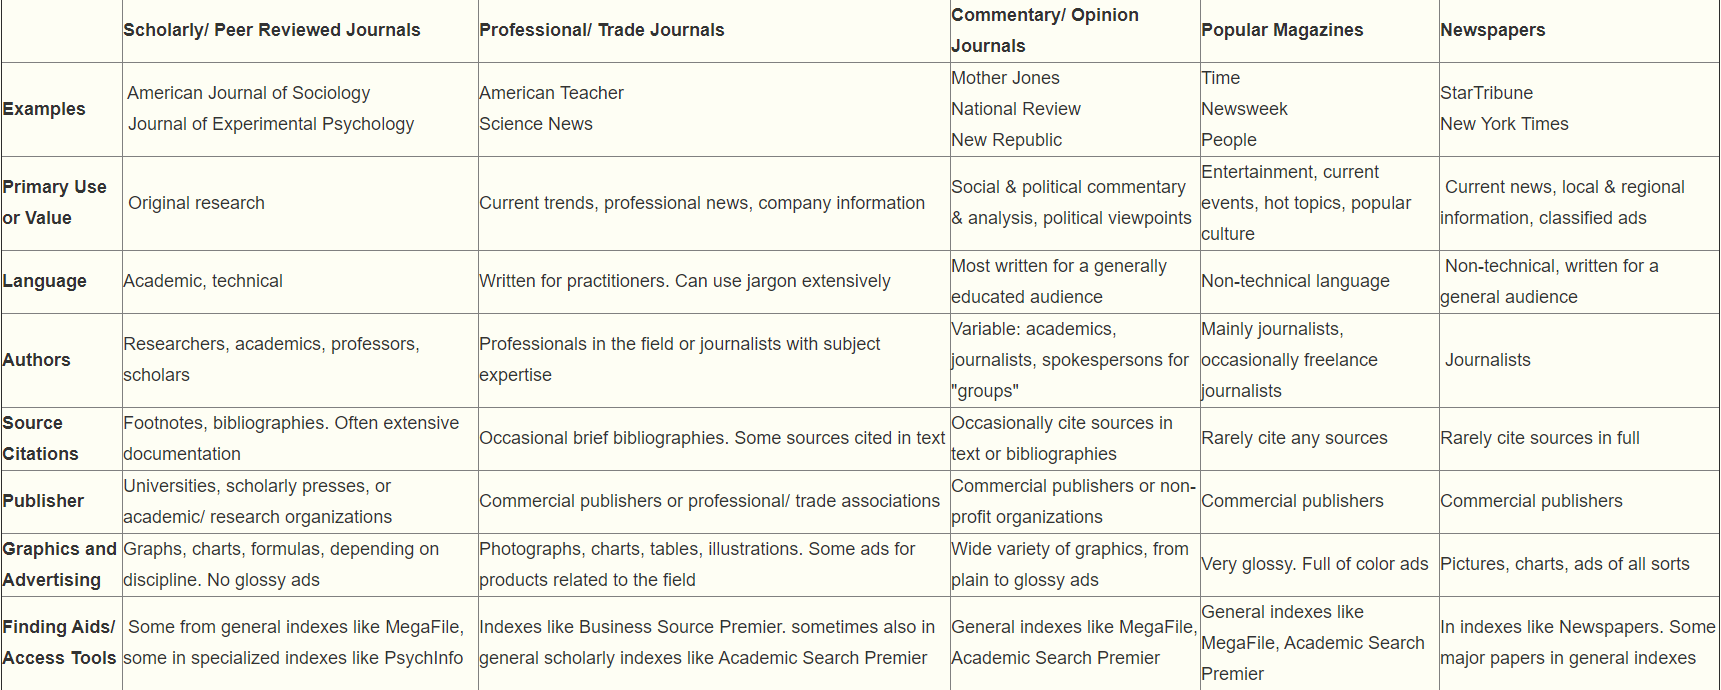 Scholarly/ Peer Reviewed Journals
Professional/ Trade Journals
Commentary/ Opinion
Journals
Popular Magazines
Newspapers
Examples
American Journal of Sociology
Journal of Experimental Psychology
American Teacher
Science News
Mother Jones
National Review
New Republic
Time
Newsweek
People
StarTribune
New York Times
Primary Use
or Value
Original research
Current trends, professional news, company information
Social & political commentary
& analysis, political viewpoints
Entertainment, current
events, hot topics, popular
culture
Current news, local & regional
information, classified ads
Language
Academic, technical
Written for practitioners. Can use jargon extensively
Most written for a generally
educated audience
Non-technical language
Non-technical, written for a
general audience
Authors
Researchers, academics, professors,
scholars
Professionals in the field or journalists with subject
expertise
Variable: academics,
journalists, spokespersons for
"groups"
Mainly journalists,
occasionally freelance
journalists
Journalists
Source
Citations
Footnotes, bibliographies. Often extensive
documentation
Occasional brief bibliographies. Some sources cited in text
Occasionally cite sources in
text or bibliographies
Rarely cite any sources
Rarely cite sources in full
Publisher
Universities, scholarly presses, or
academic/ research organizations
Commercial publishers or professional/ trade associations
Commercial publishers or non-
profit organizations
Commercial publishers
Commercial publishers
Graphics and
Advertising
Graphs, charts, formulas, depending on
discipline. No glossy ads
Photographs, charts, tables, illustrations. Some ads for
products related to the field
Wide variety of graphics, from
plain to glossy ads
Very glossy. Full of color ads
Pictures, charts, ads of all sorts
Finding Aids/
Access Tools
Some from general indexes like MegaFile,
some in specialized indexes like PsychInfo
Indexes like Business Source Premier. sometimes also in
general scholarly indexes like Academic Search Premier
General indexes like MegaFile,
Academic Search Premier
General indexes like
MegaFile, Academic Search
Premier
In indexes like Newspapers. Some
major papers in general indexes